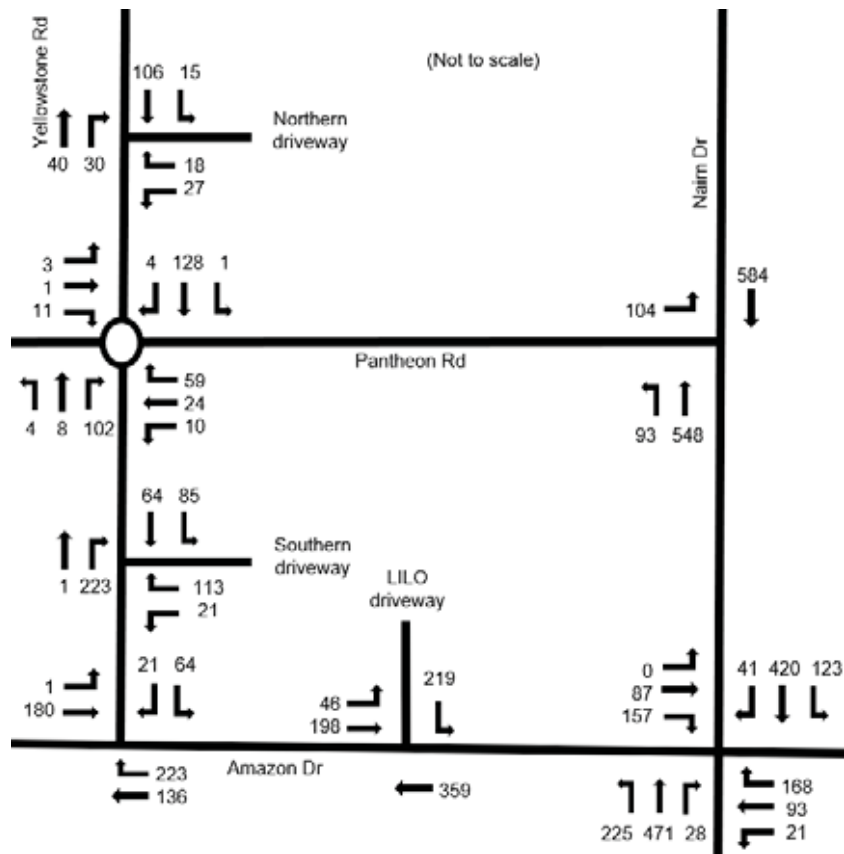 (Not to scale)
Yellowstone Rd
106 15
Northern
driveway
40 30
18
27
Nairn Dr
3
1
11
4 128 1
584
104
Pantheon Rd
59
24
10
4 8 102
93 548
64 85
Southern
driveway
1 223
113
21
LILO
driveway
1
180
21 64
46
198
219
0
87
157
41 420 123
Amazon Dr
223
136
359
168
93
21
225 471 28